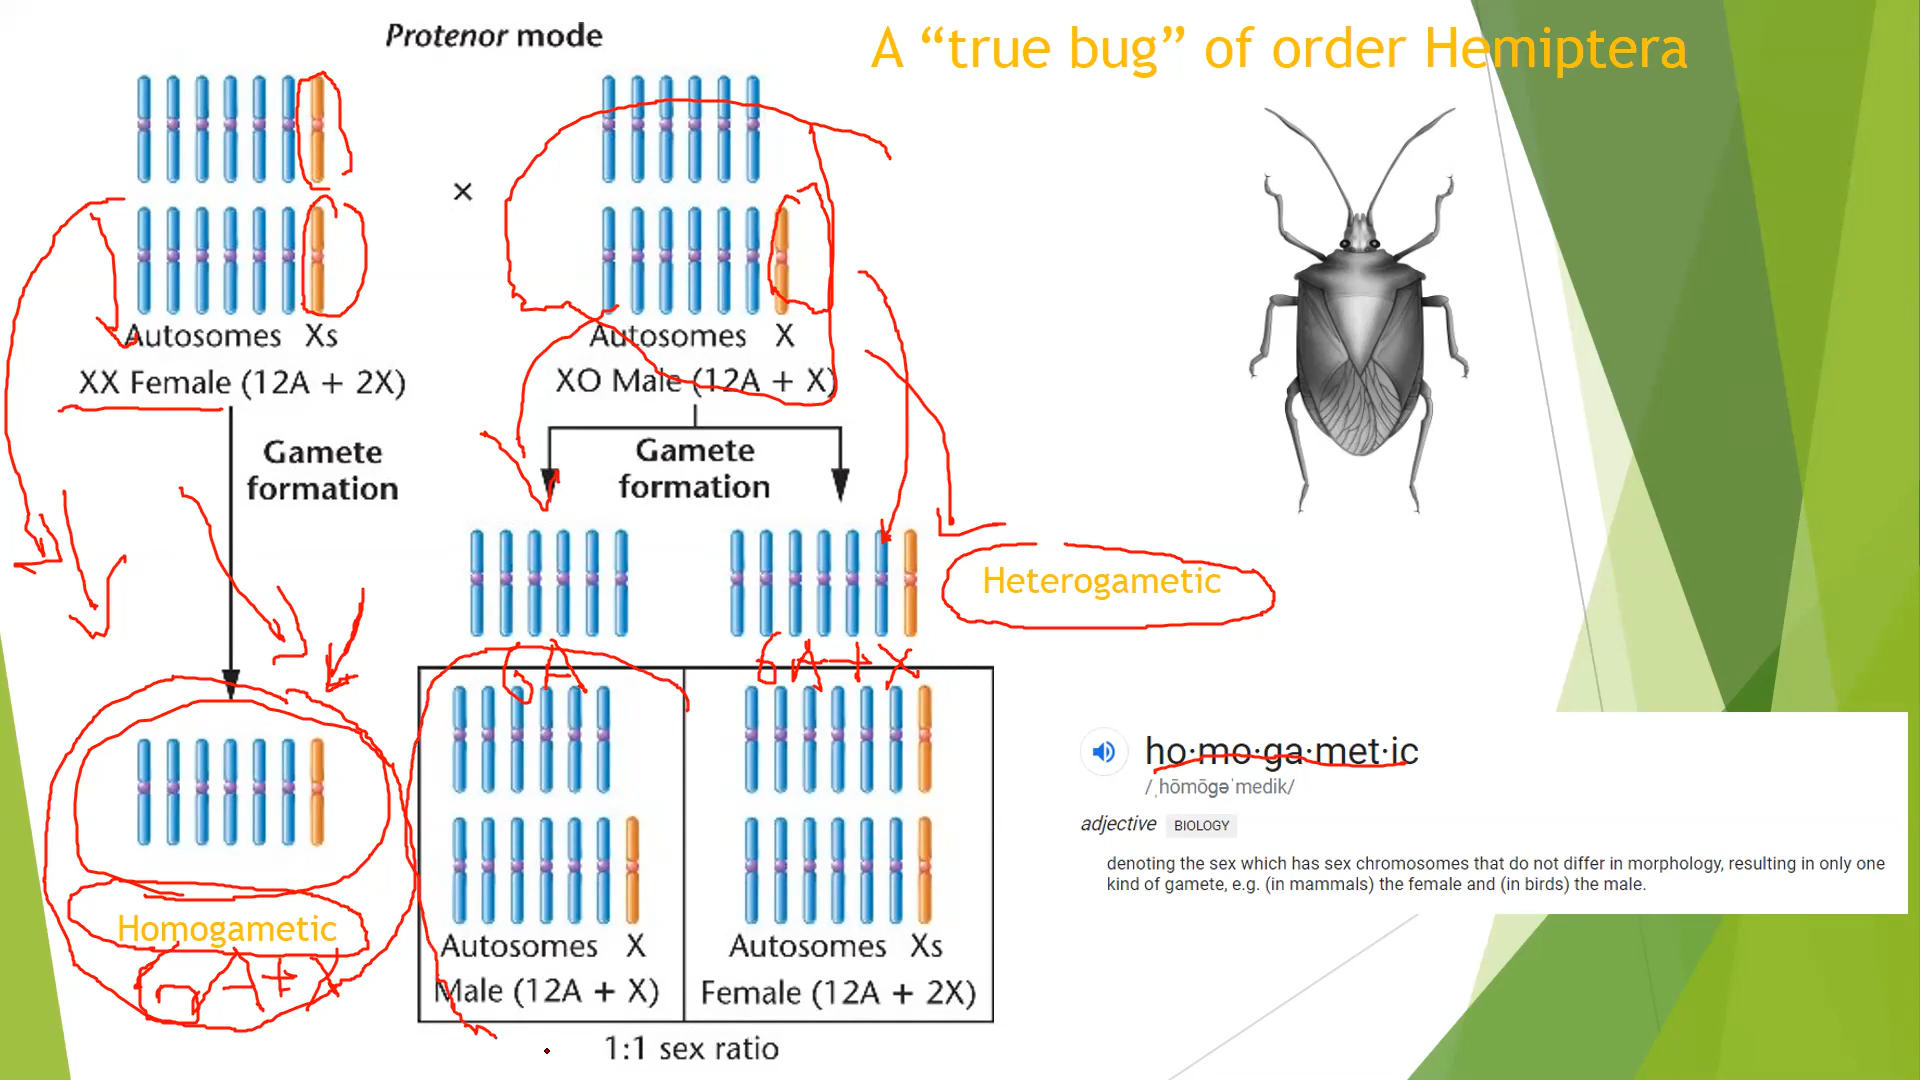 Protenor mode
A “true bug” of order Hemiptera
×
Autosomes Xs
XX Female (12A + 2X)
Autosomes X
XO Male (12A + X)
Gamete
formation
Gamete
formation
Heterogametic
6A
6A + X
Homogametic
6A + X
Autosomes X
Male (12A + X)
Autosomes Xs
Female (12A + 2X)
1:1 sex ratio
ho·mo·ga·met·ic
/ˌhōmōɡəˈmedik/
adjective BIOLOGY
denoting the sex which has sex chromosomes that do not differ in morphology, resulting in only one
kind of gamete, e.g. (in mammals) the female and (in birds) the male.